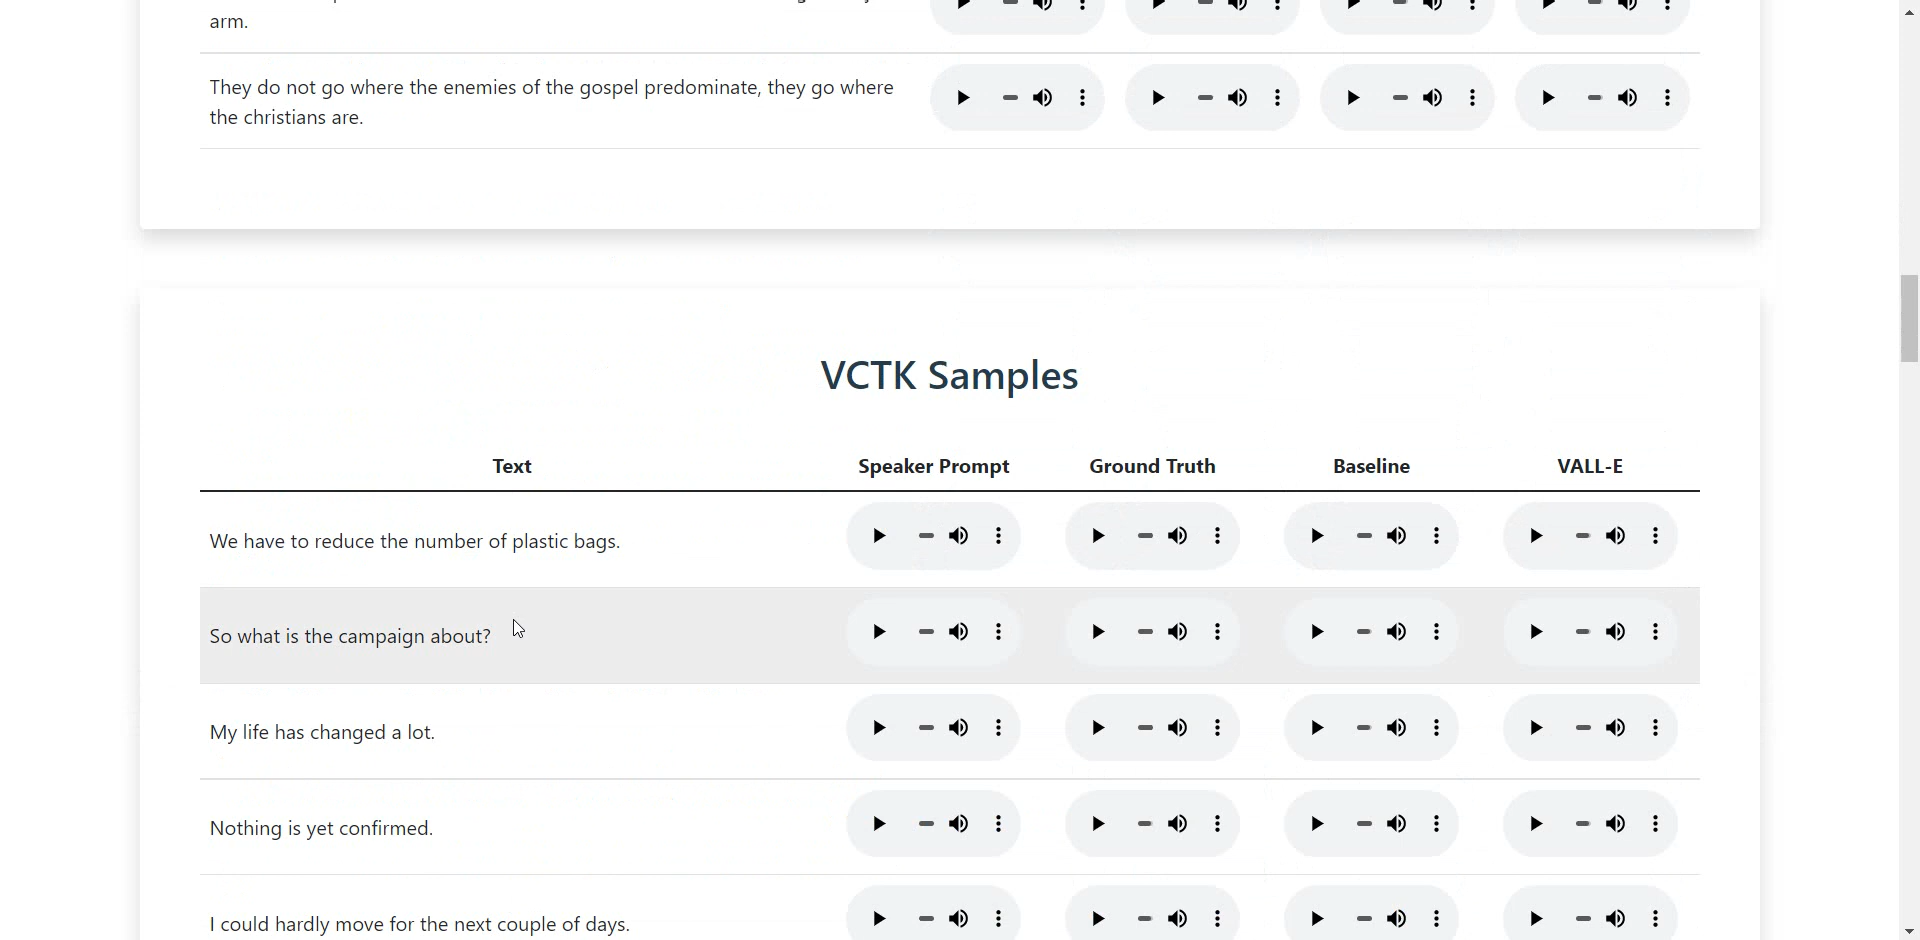 arm.
They do not go where the enemies of the gospel predominate, they go where
the christians are.
VCTK Samples
Text Speaker Prompt Ground Truth Baseline VALL-E
We have to reduce the number of plastic bags.
So what is the campaign about?
My life has changed a lot.
Nothing is yet confirmed.
I could hardly move for the next couple of days.